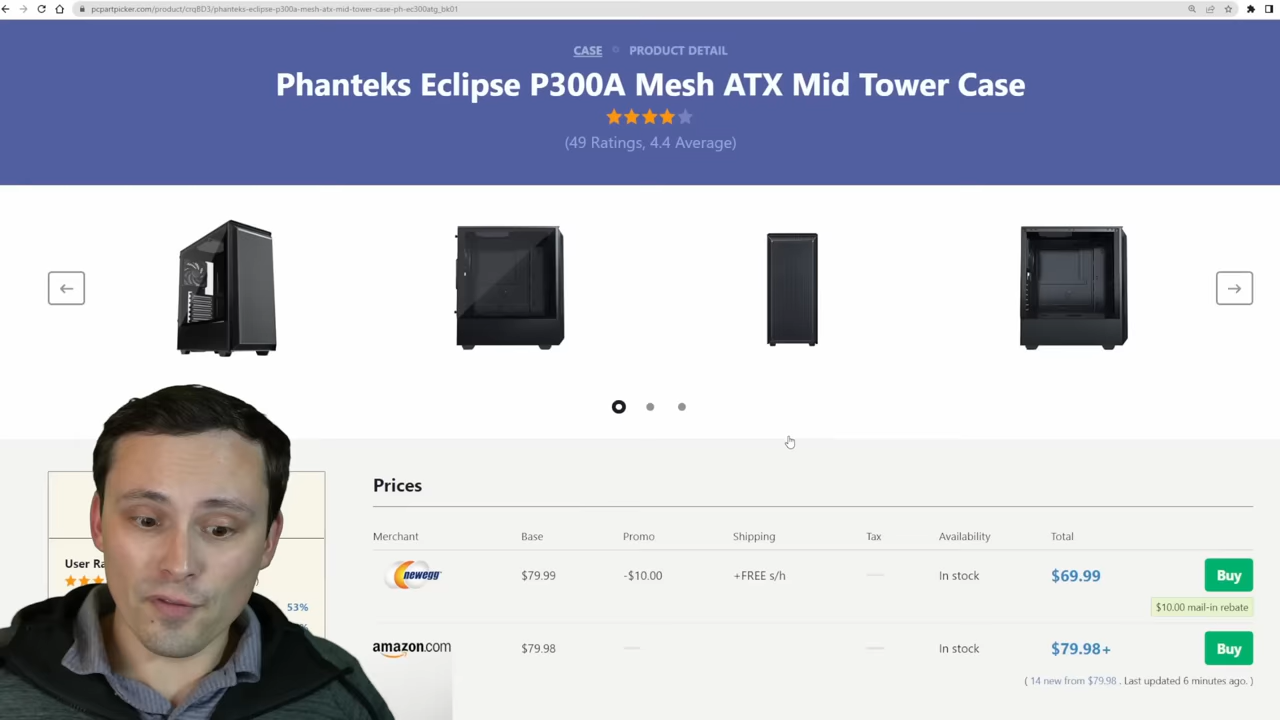 pcpartpicker.com/product/crq8D3/phanteks-eclipse-p300a-mesh-atx-mid-tower-case-ph-ec300atg_bk01
CASE PRODUCT DETAIL
Phanteks Eclipse P300A Mesh ATX Mid Tower Case
(49 Ratings, 4.4 Average)
Prices
Merchant Base Promo Shipping Tax Availability Total
newegg $79.99 -$10.00 +FREE s/h In stock $69.99 Buy
$10.00 mail-in rebate
amazon.com $79.98 In stock $79.98+ Buy
( 14 new from $79.98 . Last updated 6 minutes ago. )
User Ra
53%